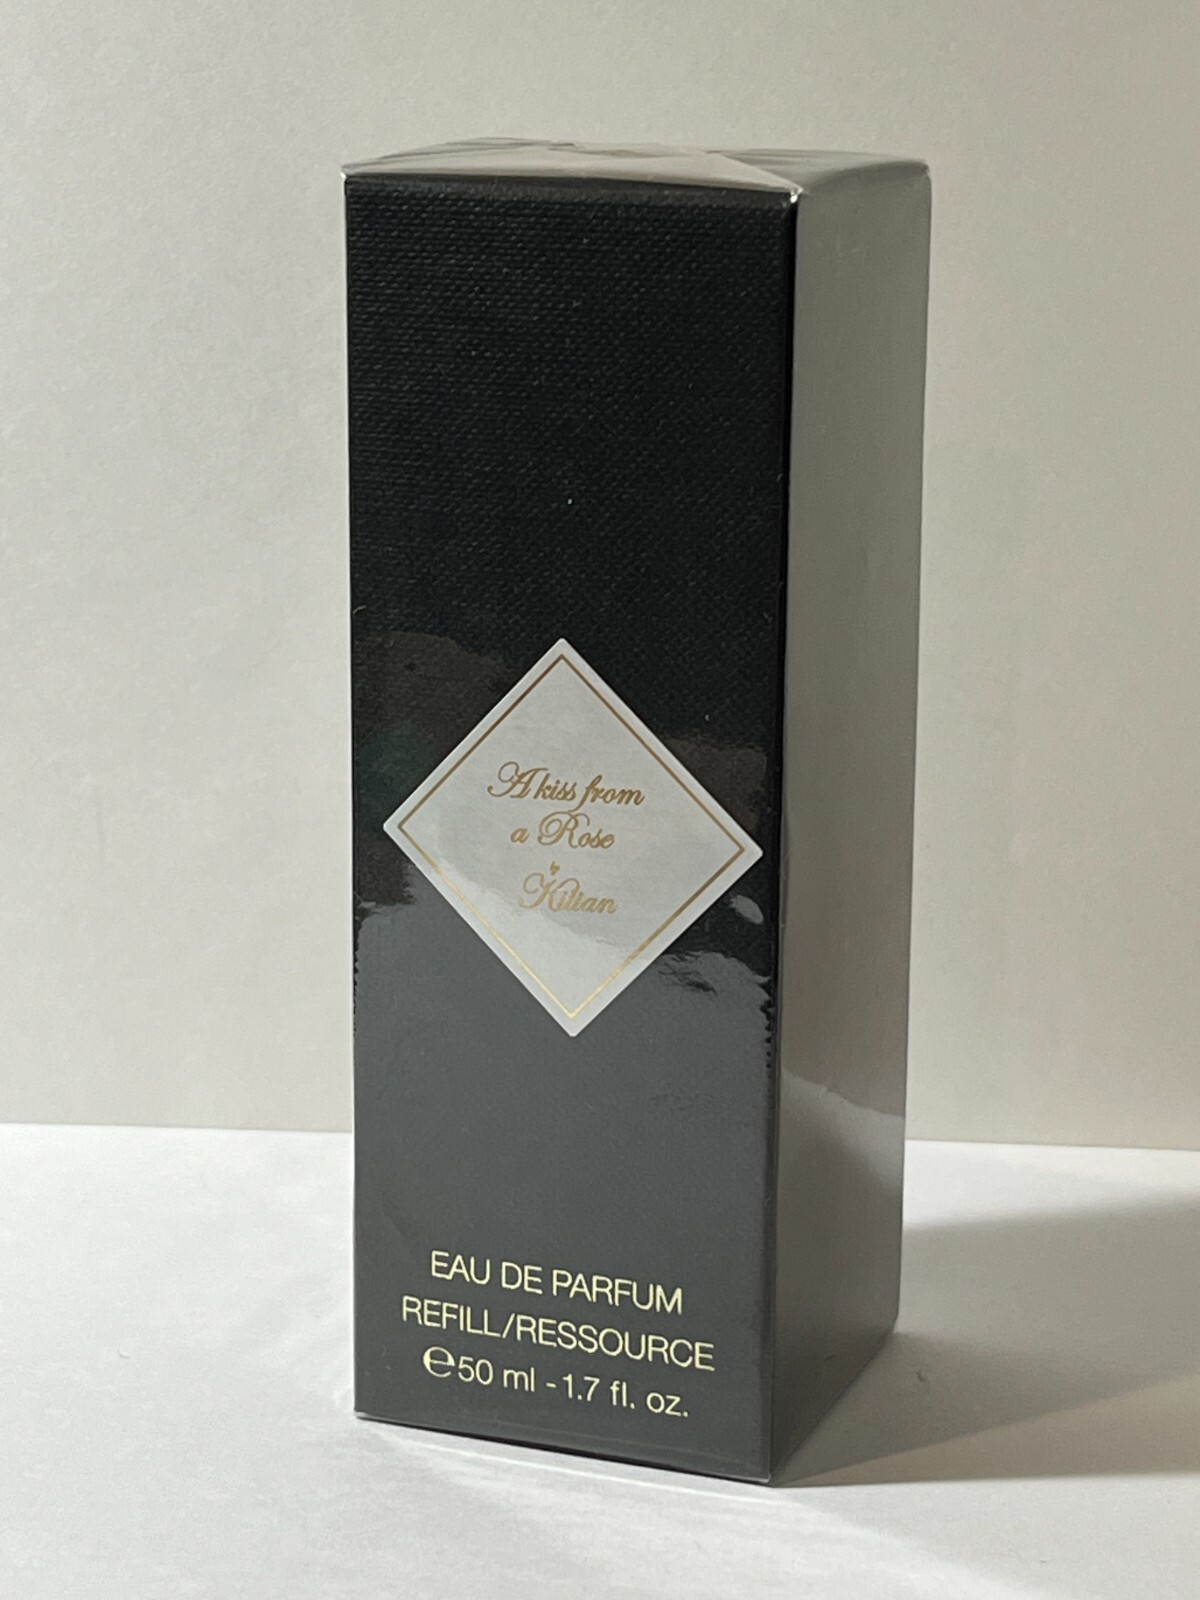 A kiss from
a Rose
by
Kilian
EAU DE PARFUM
REFILL/RESSOURCE
℮50 ml - 1.7 fl. oz.